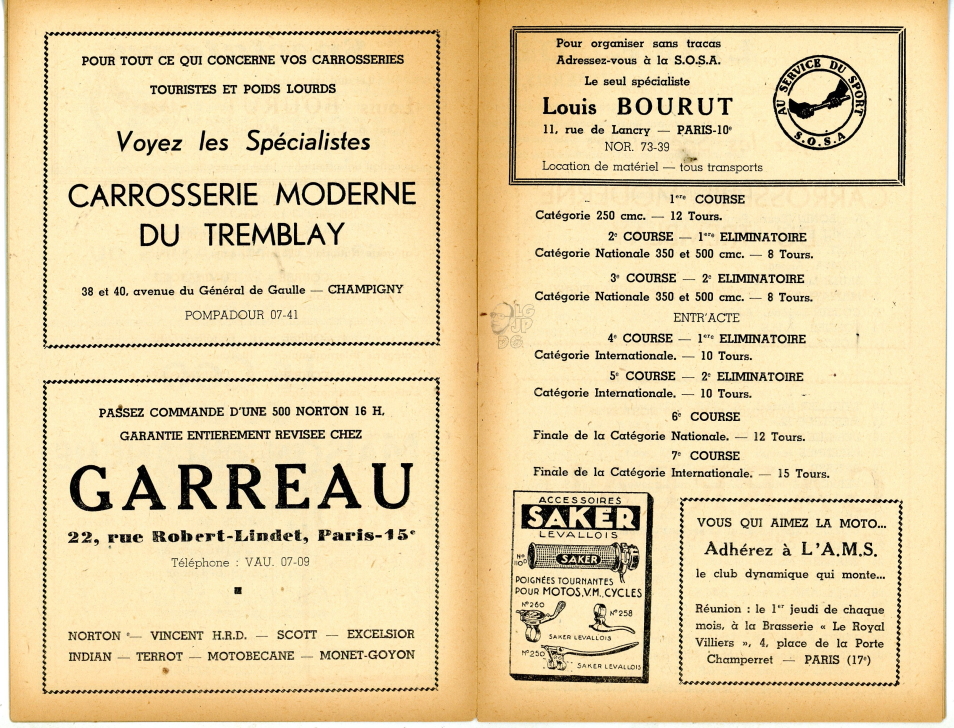 POUR TOUT CE QUI CONCERNE VOS CARROSSERIES
TOURISTES ET POIDS LOURDS
Voyez les Spécialistes
CARROSSERIE MODERNE
DU TREMBLAY
38 et 40, avenue du Général de Gaulle — CHAMPIGNY
POMPADOUR 07-41
PASSEZ COMMANDE D'UNE 500 NORTON 16 H,
GARANTIE ENTIEREMENT REVISEE CHEZ
GARREAU
22, rue Robert-Lindet, Paris-15e
Téléphone : VAU. 07-09
NORTON — VINCENT H.R.D. — SCOTT — EXCELSIOR
INDIAN — TERROT — MOTOBECANE — MONET-GOYON
Pour organiser sans tracas
Adressez-vous à la S.O.S.A.
Le seul spécialiste
Louis BOURUT
11, rue de Lancry — PARIS-10e
NOR. 73-39
Location de matériel — tous transports
AU SERVICE DU SPORT
S.O.S.A
1ere COURSE
Catégorie 250 cmc. — 12 Tours.
2e COURSE — 1ere ELIMINATOIRE
Catégorie Nationale 350 et 500 cmc. — 8 Tours.
3e COURSE — 2e ELIMINATOIRE
Catégorie Nationale 350 et 500 cmc. — 8 Tours.
ENTR'ACTE
4e COURSE — 1ere ELIMINATOIRE
Catégorie Internationale. — 10 Tours.
5e COURSE — 2e ELIMINATOIRE
Catégorie Internationale. — 10 Tours.
6e COURSE
Finale de la Catégorie Nationale. — 12 Tours.
7e COURSE
Finale de la Catégorie Internationale. — 15 Tours.
ACCESSOIRES
SAKER
LEVALLOIS
SAKER
POIGNÉES TOURNANTES
POUR MOTOS, V.M., CYCLES
No 260
No 258
SAKER LEVALLOIS
No 250
SAKER LEVALLOIS
VOUS QUI AIMEZ LA MOTO...
Adhérez à L'A.M.S.
le club dynamique qui monte...
Réunion : le 1er jeudi de chaque
mois, à la Brasserie « Le Royal
Villiers », 4, place de la Porte
Champerret — PARIS (17e)
LG
JP
DG